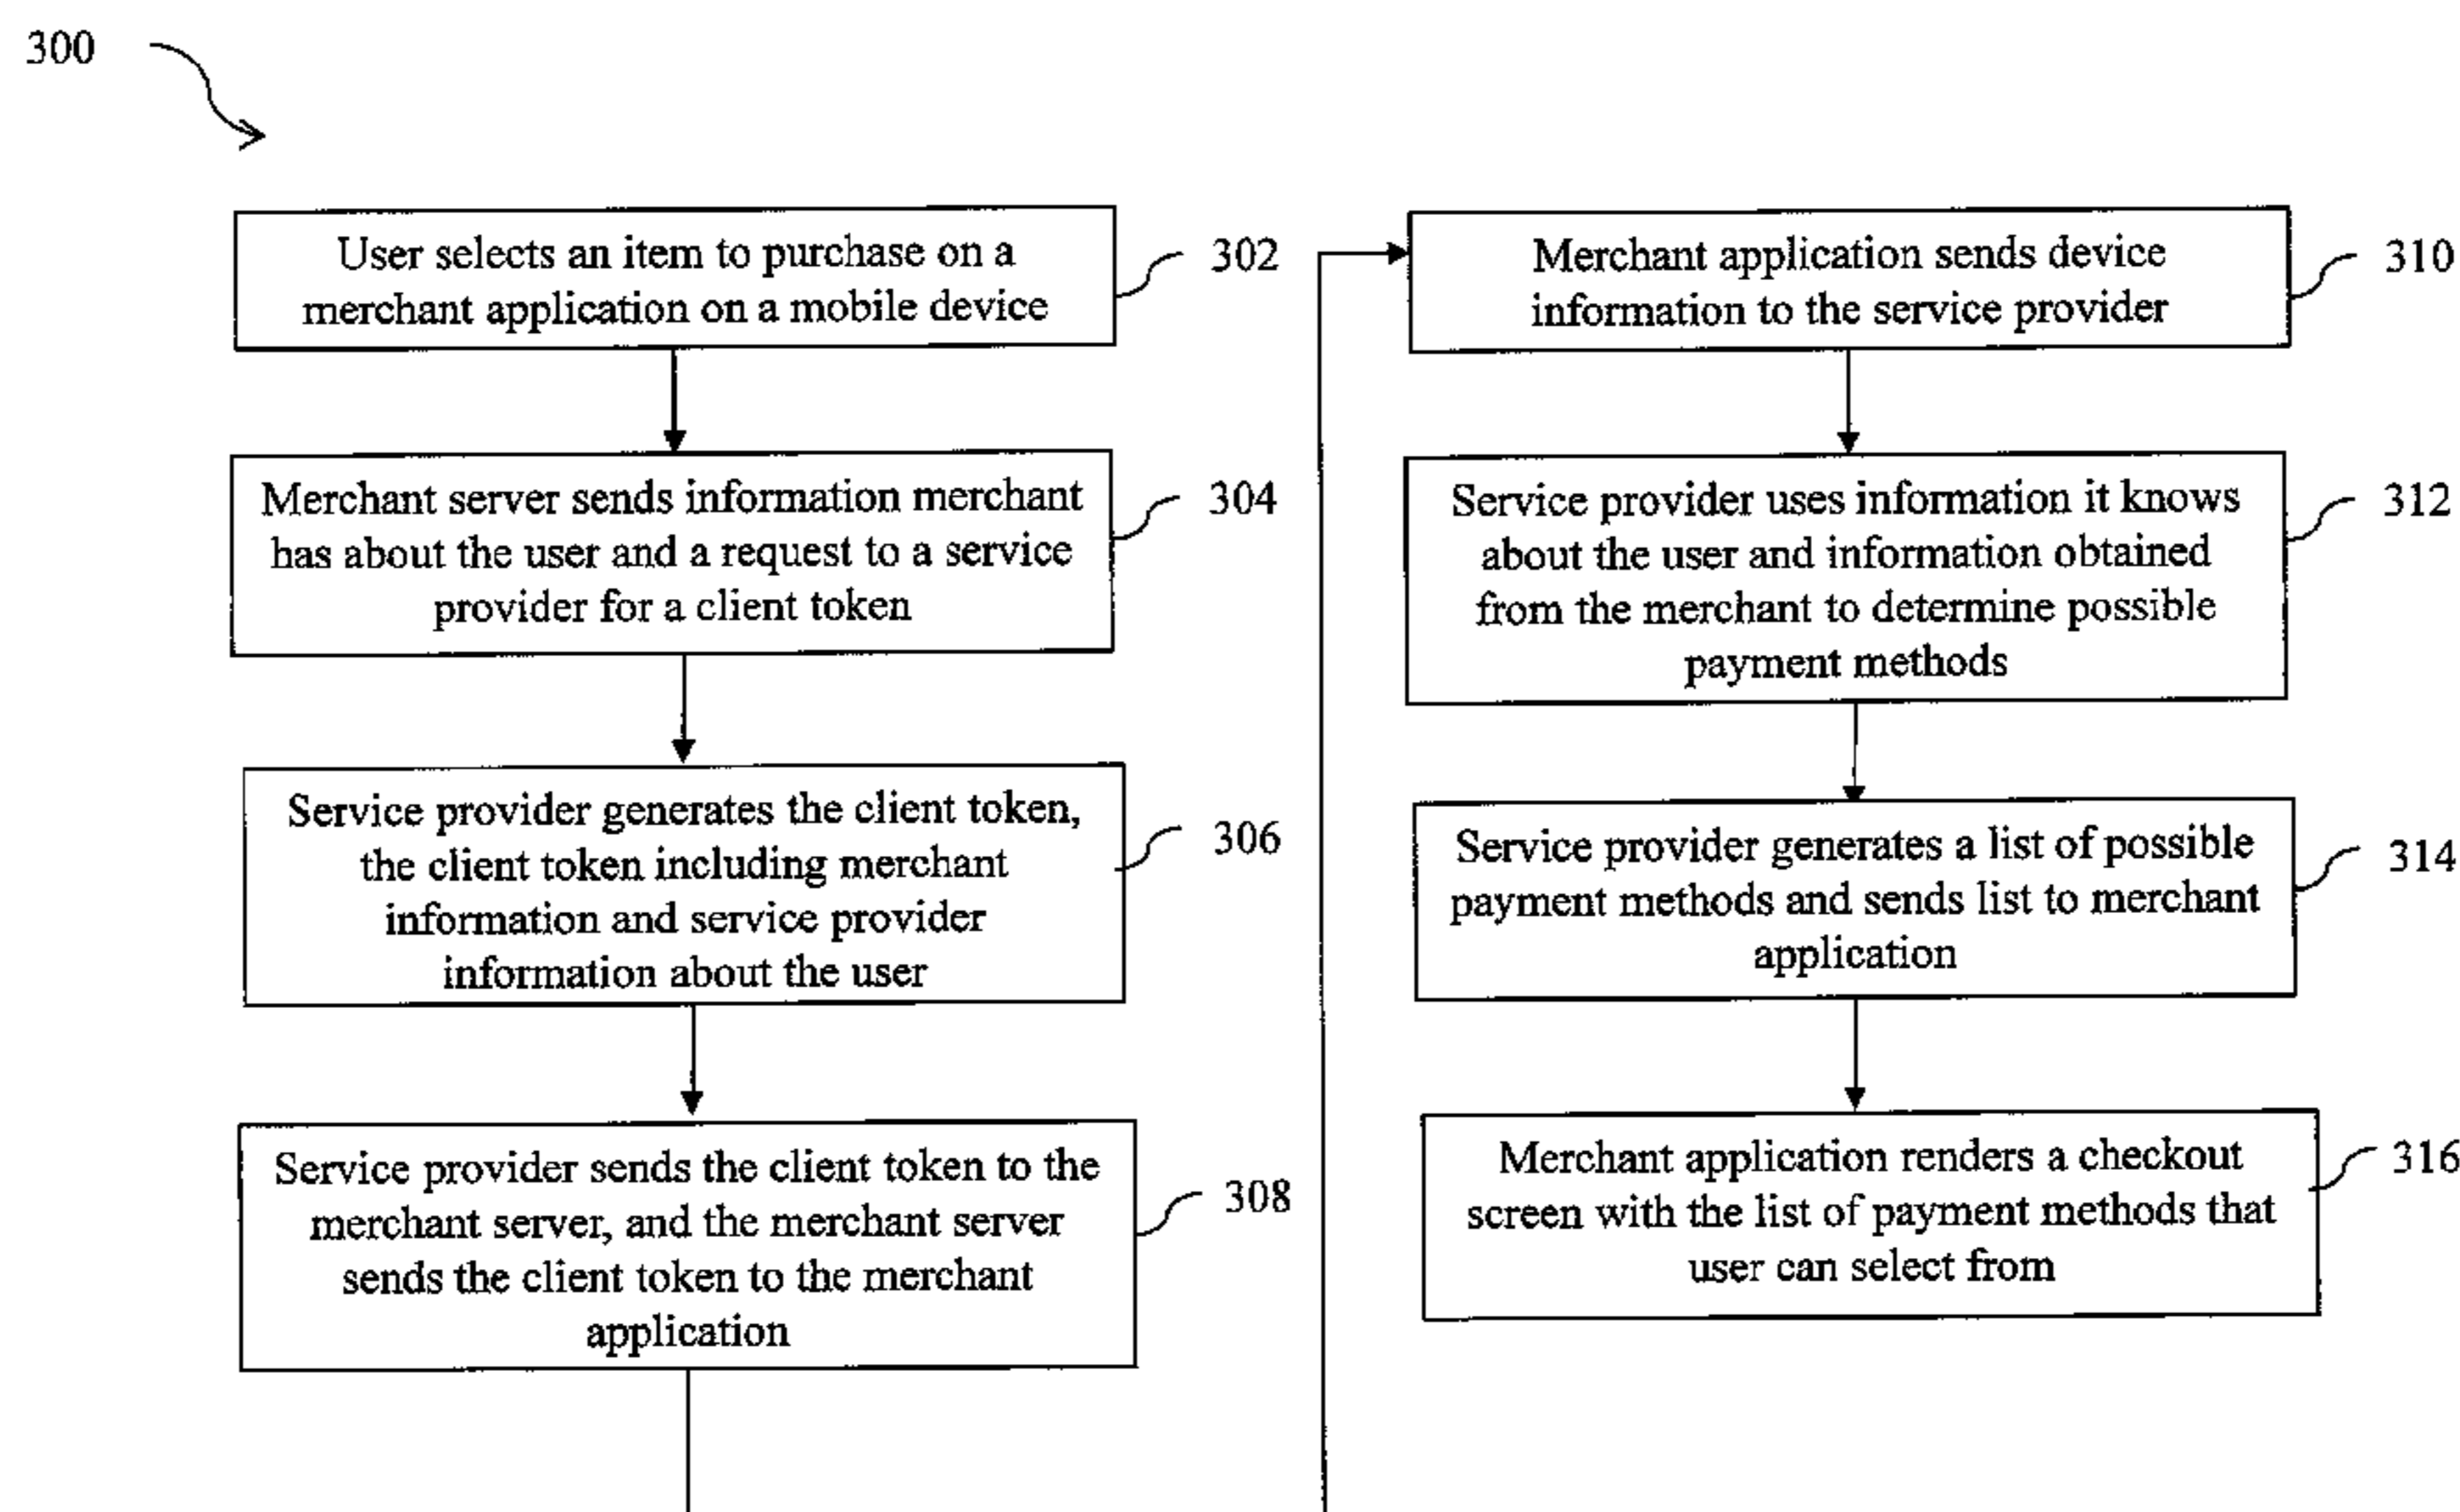 300
User selects an item to purchase on a
merchant application on a mobile device
302
Merchant server sends information merchant
has about the user and a request to a service
provider for a client token
304
Service provider generates the client token,
the client token including merchant
information and service provider
information about the user
306
Service provider sends the client token to the
merchant server, and the merchant server
sends the client token to the merchant
application
308
Merchant application sends device
information to the service provider
310
Service provider uses information it knows
about the user and information obtained
from the merchant to determine possible
payment methods
312
Service provider generates a list of possible
payment methods and sends list to merchant
application
314
Merchant application renders a checkout
screen with the list of payment methods that
user can select from
316